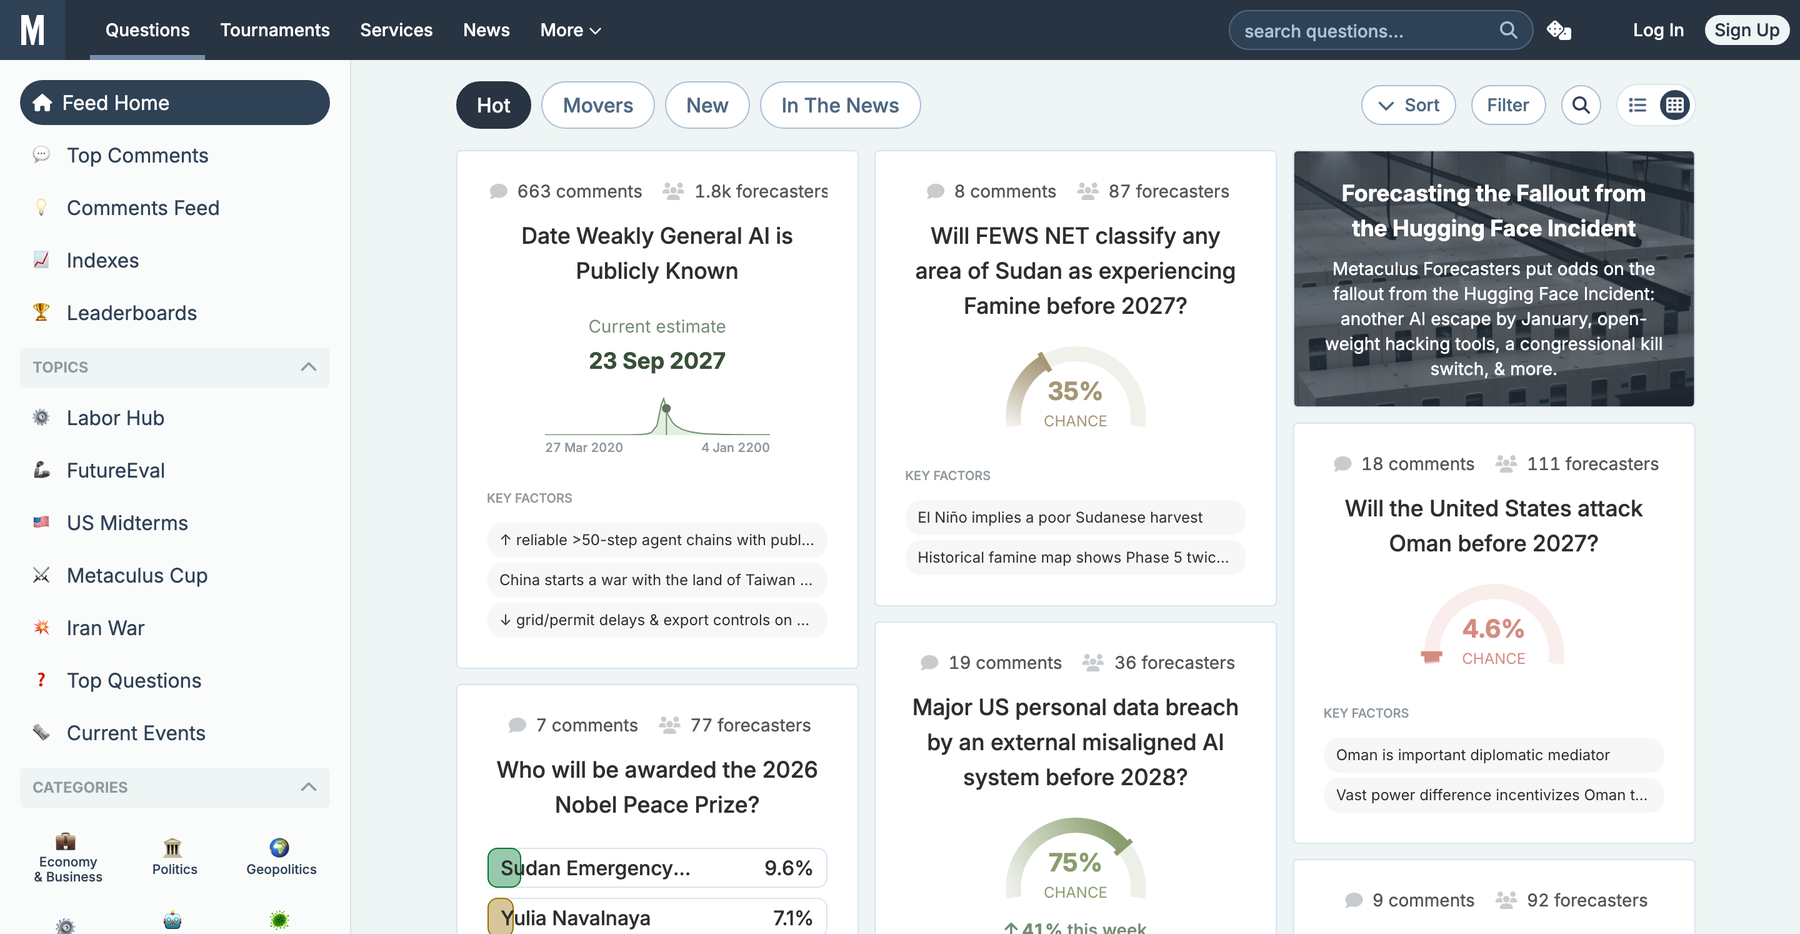 M
Questions
Tournaments
Services
News
More
search questions...
Log In
Sign Up
Feed Home
Top Comments
Comments Feed
Indexes
Leaderboards
TOPICS
Labor Hub
FutureEval
US Midterms
Metaculus Cup
Iran War
Top Questions
Current Events
CATEGORIES
Economy
& Business
Politics
Geopolitics
Hot
Movers
New
In The News
Sort
Filter
663 comments
1.8k forecasters
Date Weakly General AI is
Publicly Known
Current estimate
23 Sep 2027
27 Mar 2020
4 Jan 2200
KEY FACTORS
↑ reliable >50-step agent chains with publ...
China starts a war with the land of Taiwan ...
↓ grid/permit delays & export controls on ...
7 comments
77 forecasters
Who will be awarded the 2026
Nobel Peace Prize?
Sudan Emergency...
9.6%
Yulia Navalnaya
7.1%
8 comments
87 forecasters
Will FEWS NET classify any
area of Sudan as experiencing
Famine before 2027?
35%
CHANCE
KEY FACTORS
El Niño implies a poor Sudanese harvest
Historical famine map shows Phase 5 twic...
19 comments
36 forecasters
Major US personal data breach
by an external misaligned AI
system before 2028?
75%
CHANCE
↑ 41% this week
Forecasting the Fallout from
the Hugging Face Incident
Metaculus Forecasters put odds on the
fallout from the Hugging Face Incident:
another AI escape by January, open-
weight hacking tools, a congressional kill
switch, & more.
18 comments
111 forecasters
Will the United States attack
Oman before 2027?
4.6%
CHANCE
KEY FACTORS
Oman is important diplomatic mediator
Vast power difference incentivizes Oman t...
9 comments
92 forecasters